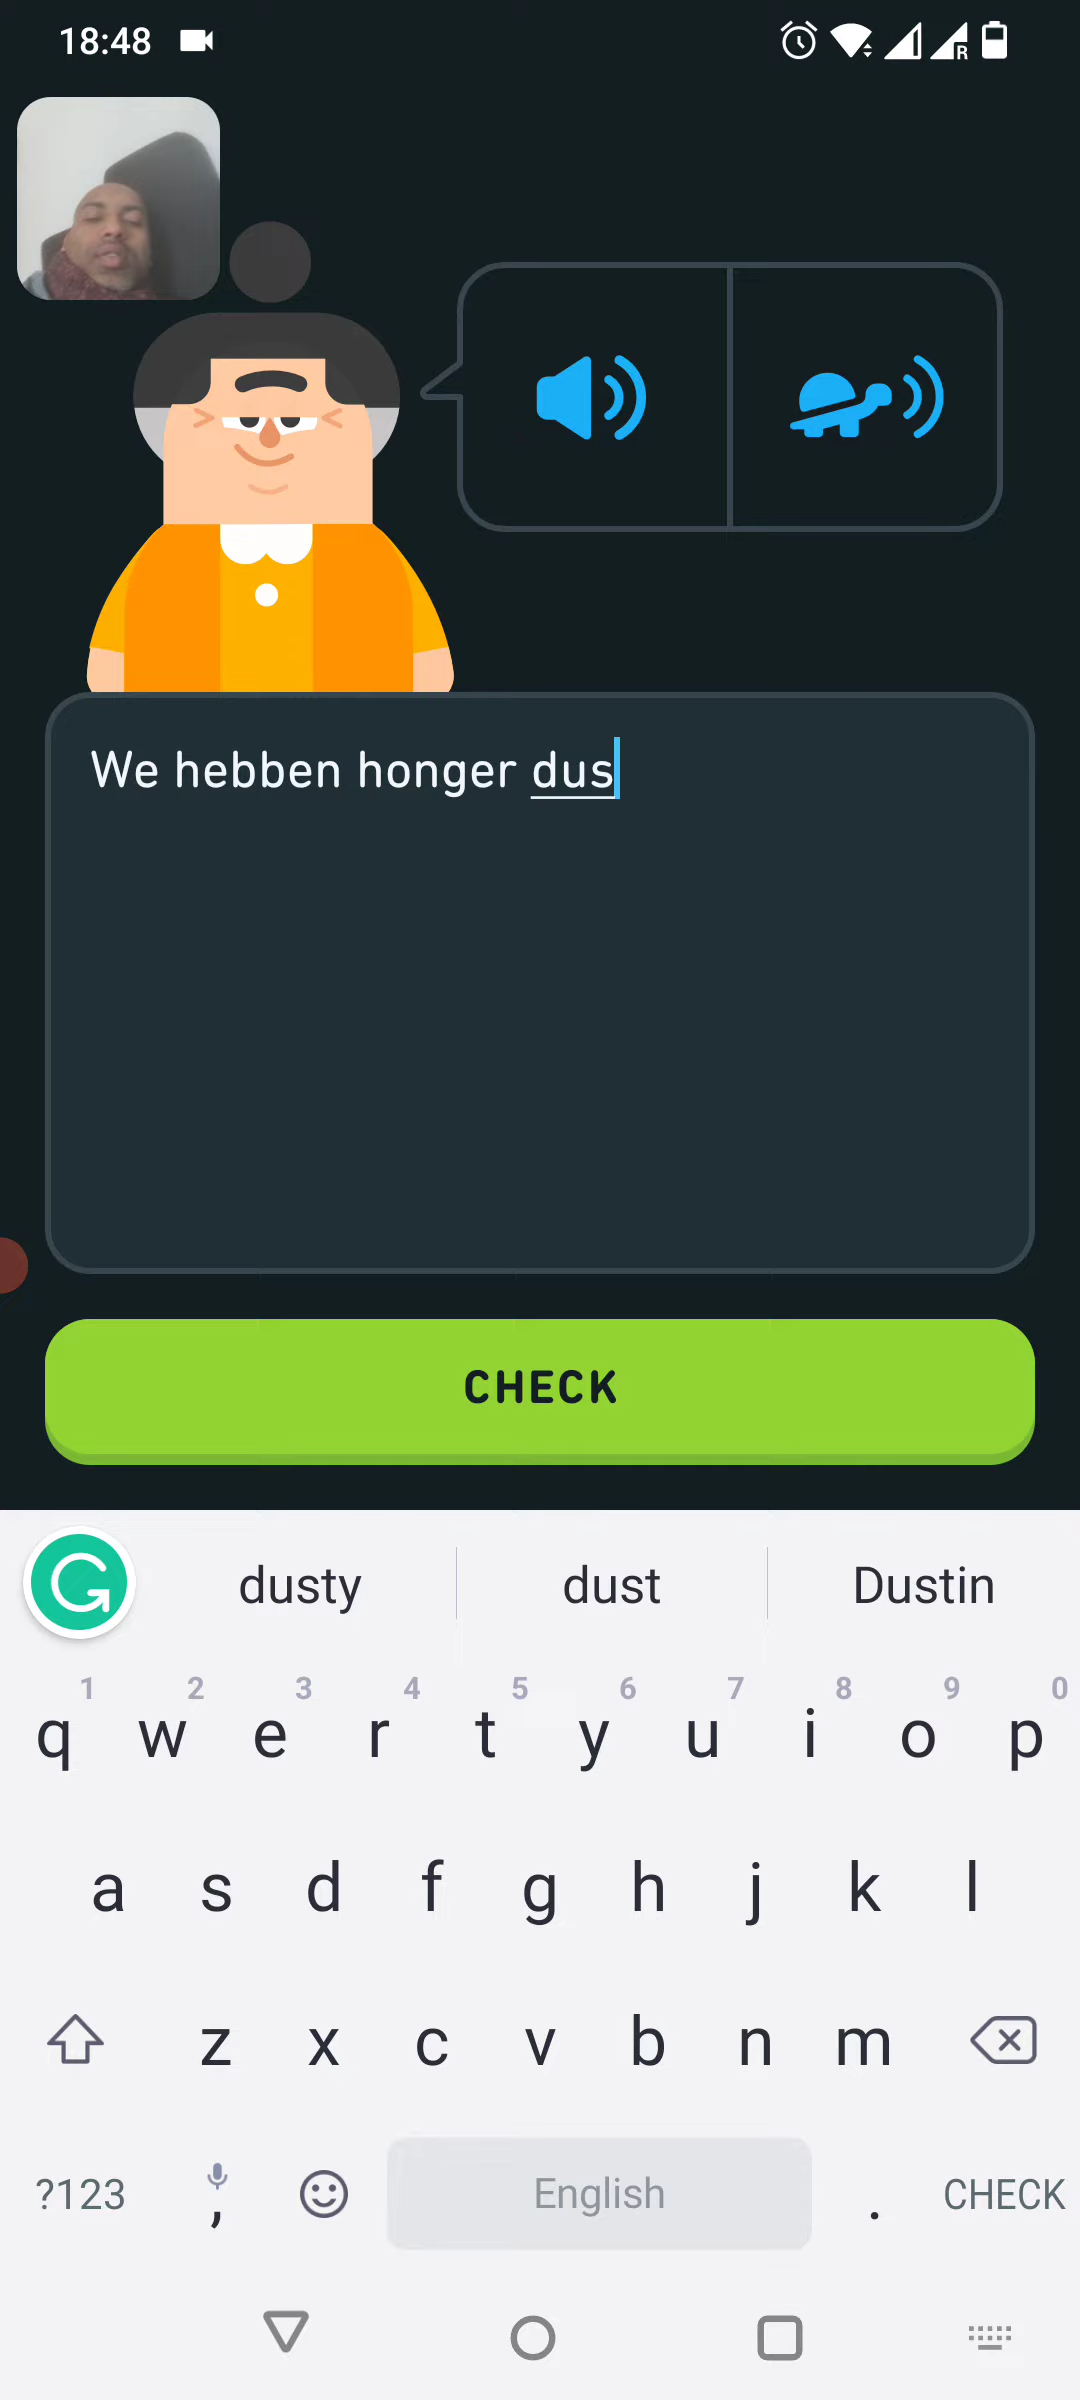 18:48
R
We hebben honger dus
CHECK
dusty dust Dustin
1 2 3 4 5 6 7 8 9 0
q w e r t y u i o p
a s d f g h j k l
z x c v b n m
?123 , English . CHECK